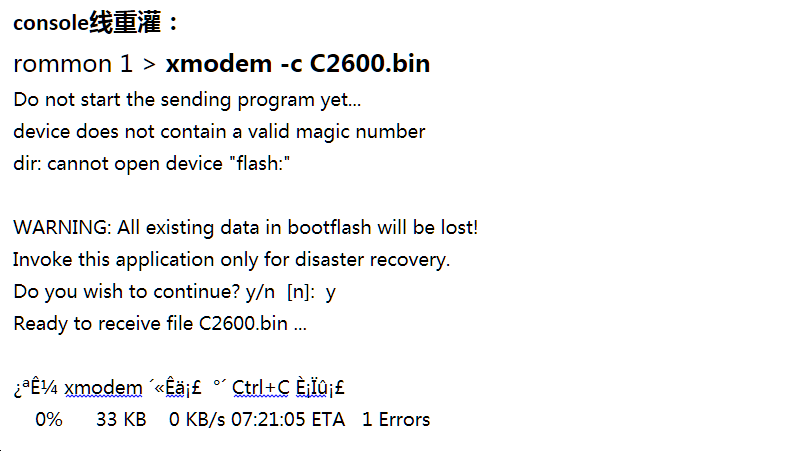 console线重灌：
rommon 1 > xmodem -c C2600.bin
Do not start the sending program yet...
device does not contain a valid magic number
dir: cannot open device "flash:"
WARNING: All existing data in bootflash will be lost!
Invoke this application only for disaster recovery.
Do you wish to continue? y/n  [n]:  y
Ready to receive file C2600.bin ...
¿ªÊ¼ xmodem ´«Êä¡£  °´ Ctrl+C È¡Ïû¡£
0%      33 KB    0 KB/s 07:21:05 ETA   1 Errors